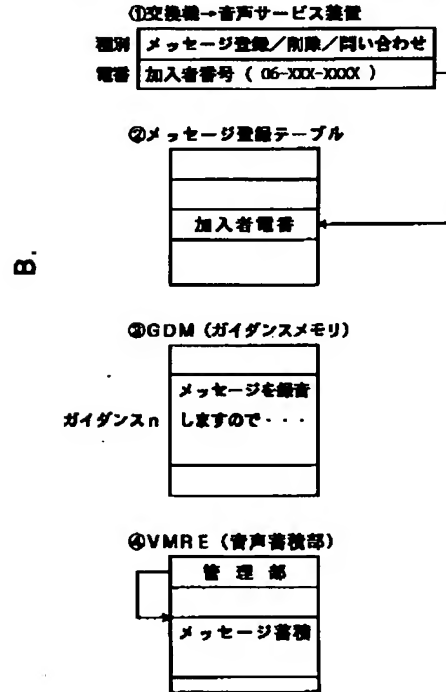 ①交換機→音声サービス装置
種別 メッセージ登録／削除／問い合わせ
電番 加入者番号 ( 06-XXX-XXXX )
②メッセージ登録テーブル
加入者電番
B.
③GDM (ガイダンスメモリ)
メッセージを録音
ガイダンスn しますので・・・
④VMRE (音声蓄積部)
管理部
メッセージ蓄積